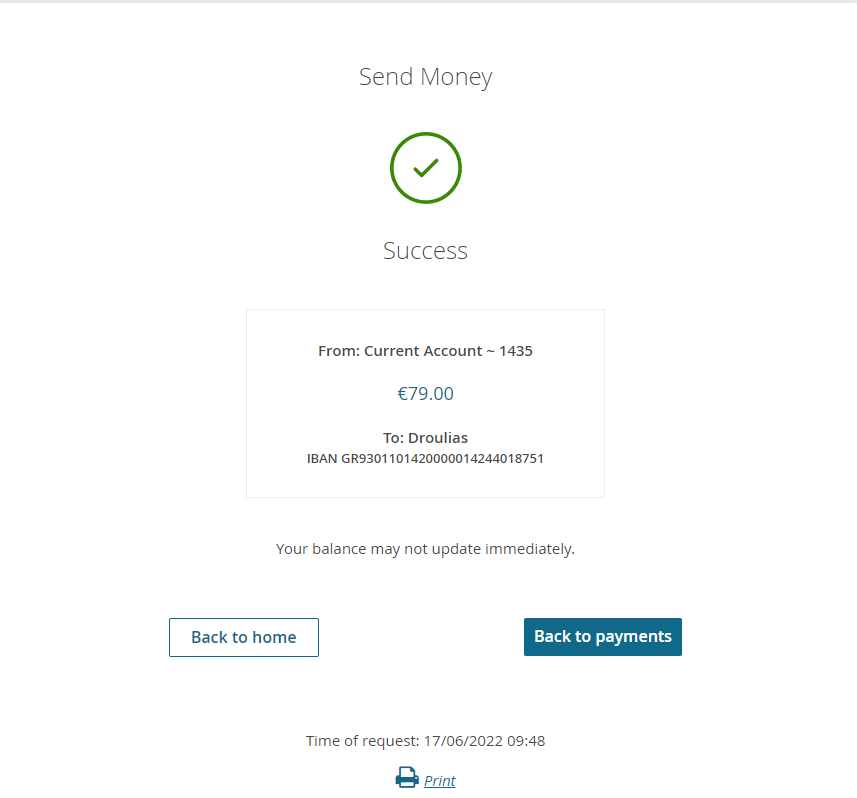 Send Money
Success
From: Current Account ~ 1435
€79.00
To: Droulias
IBAN GR9301101420000014244018751
Your balance may not update immediately.
Back to home
Back to payments
Time of request: 17/06/2022 09:48
Print